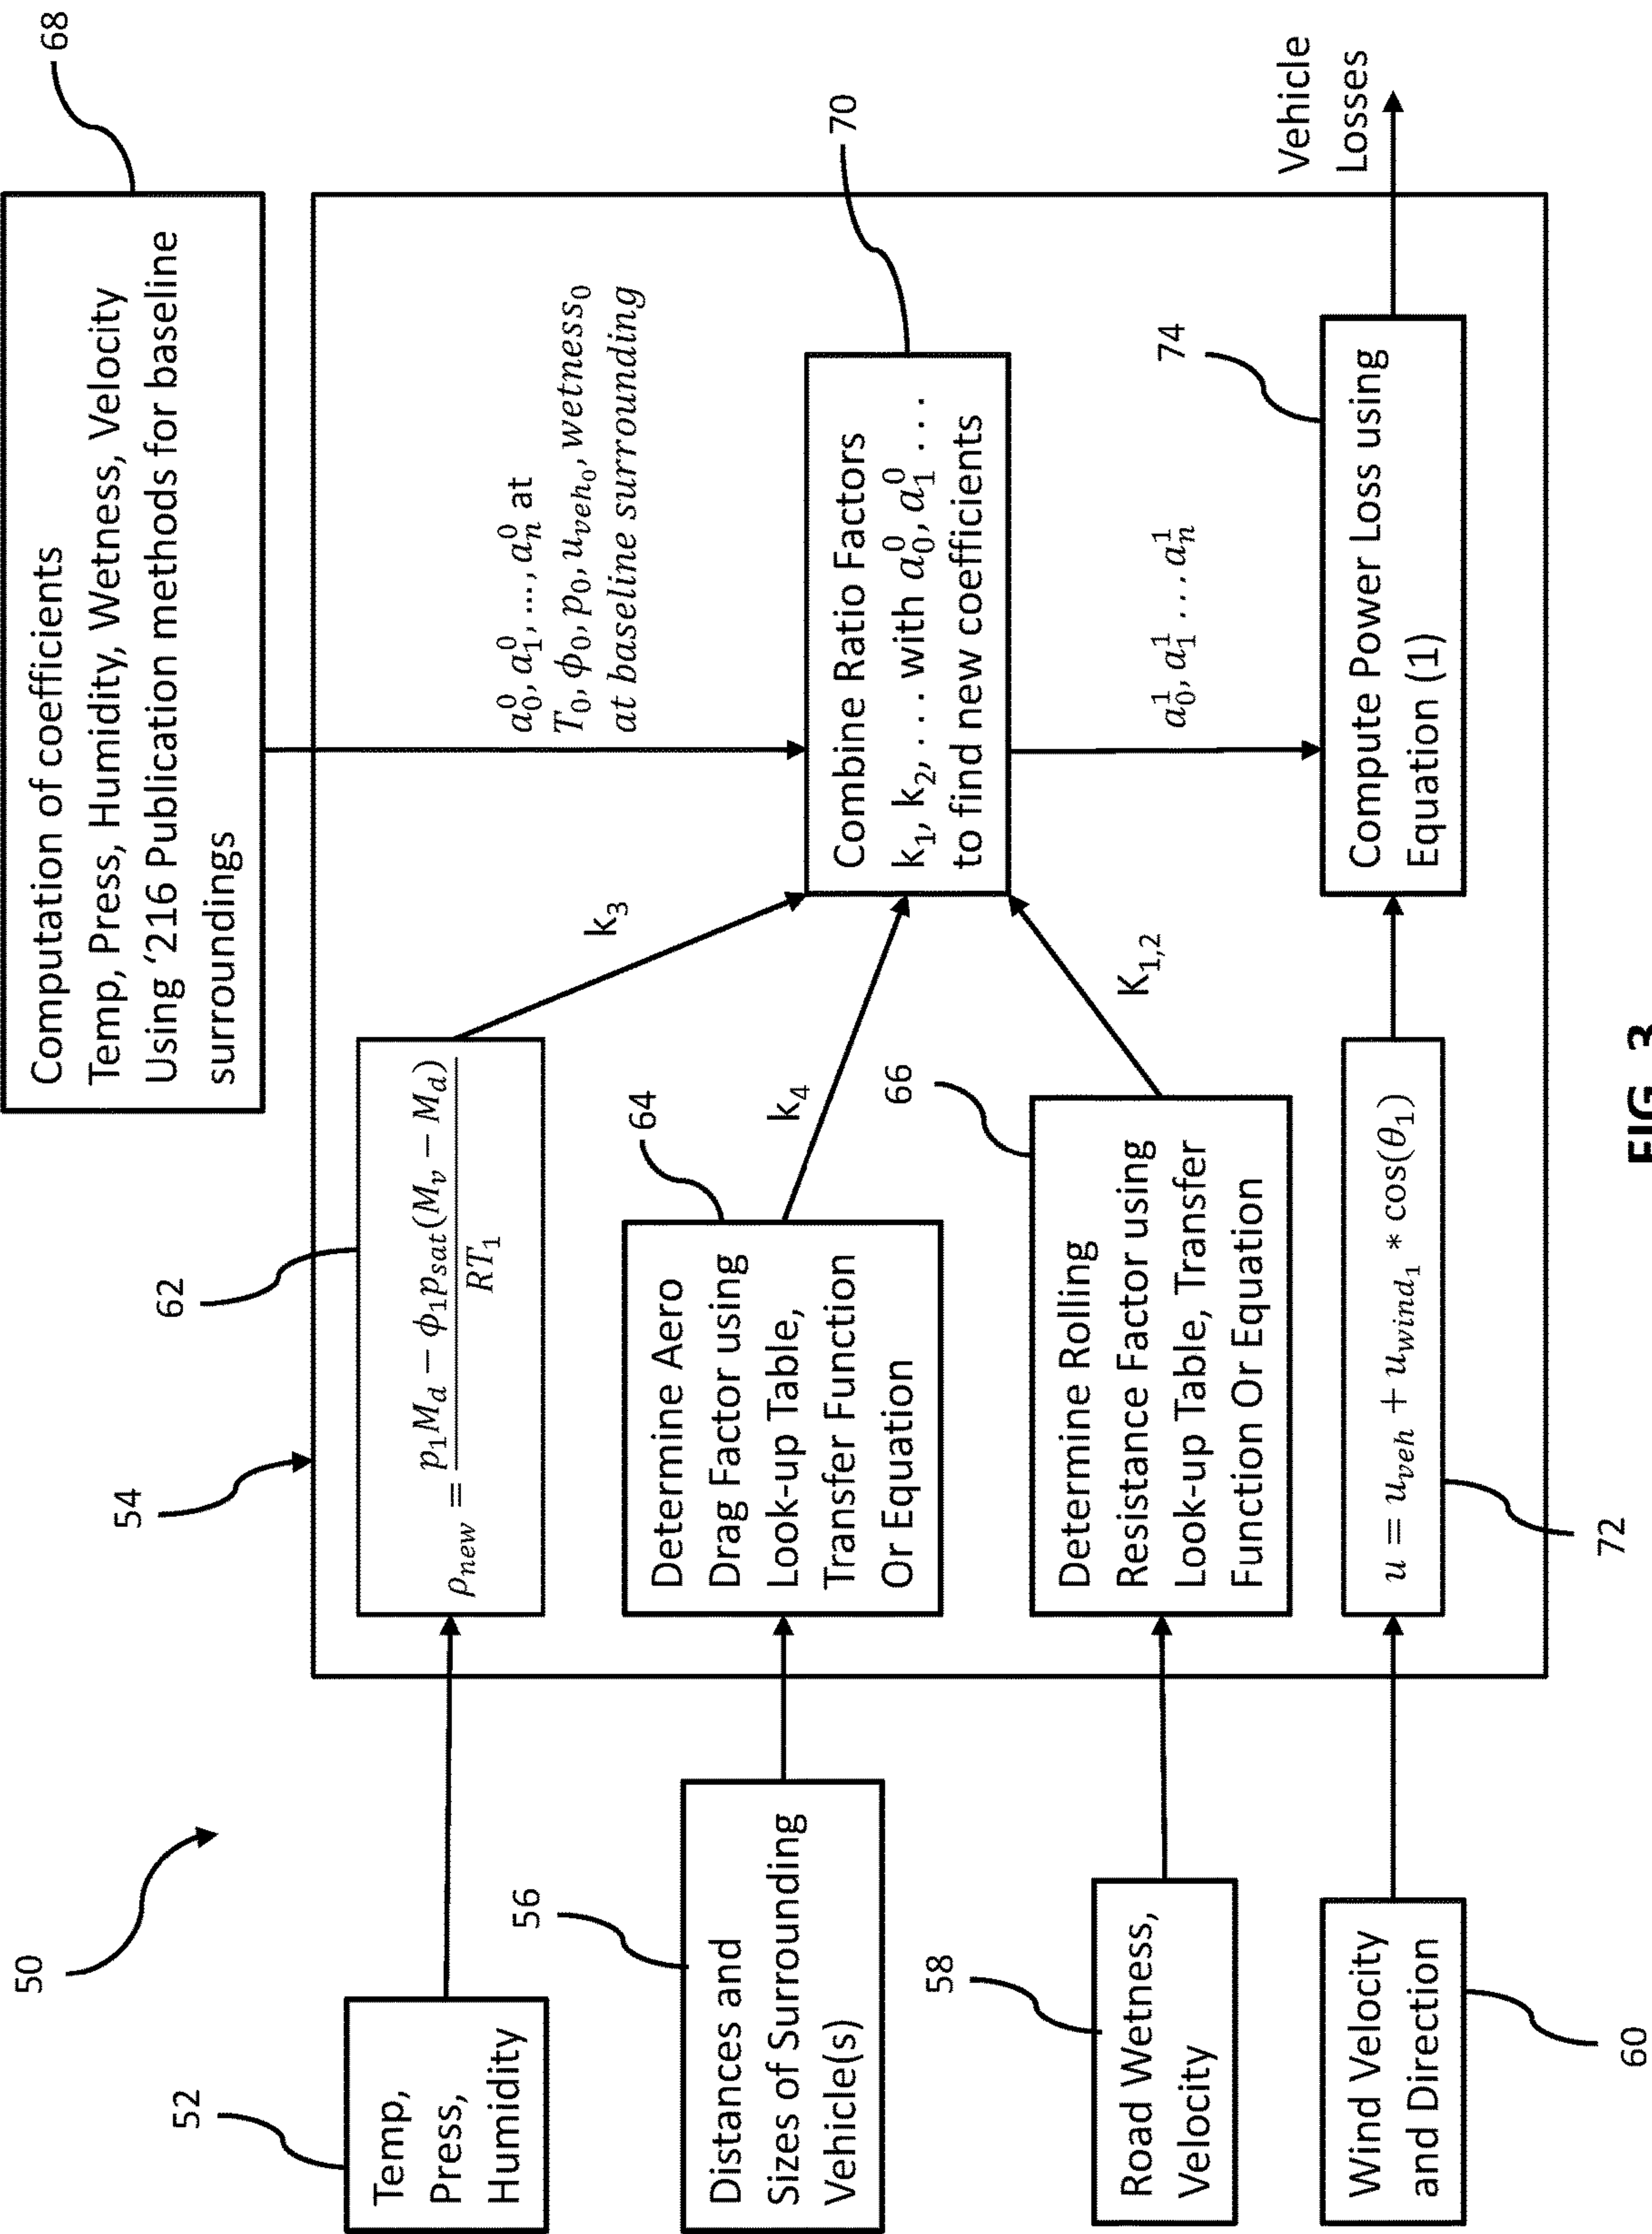 50
52
Temp,
Press,
Humidity
56
Distances and
Sizes of Surrounding
Vehicle(s)
58
Road Wetness,
Velocity
Wind Velocity
and Direction
60
54
62
ρ_new = (p₁M_d − ϕ₁p_sat(M_v − M_d)) / RT₁
64
Determine Aero
Drag Factor using
Look-up Table,
Transfer Function
Or Equation
66
Determine Rolling
Resistance Factor using
Look-up Table, Transfer
Function Or Equation
u = u_veh + u_wind₁ * cos(θ₁)
72
68
Computation of coefficients
Temp, Press, Humidity, Wetness, Velocity
Using ‘216 Publication methods for baseline
surroundings
k₃
k₄
K₁,₂
a₀⁰, a₁⁰, ..., aₙ⁰ at
T₀, ϕ₀, p₀, u_veh₀, wetness₀
at baseline surrounding
70
Combine Ratio Factors
k₁, k₂, . . . with a₀⁰, a₁⁰ . . .
to find new coefficients
a₀¹, a₁¹ . . . aₙ¹
74
Compute Power Loss using
Equation (1)
Vehicle
Losses
FIG. 3